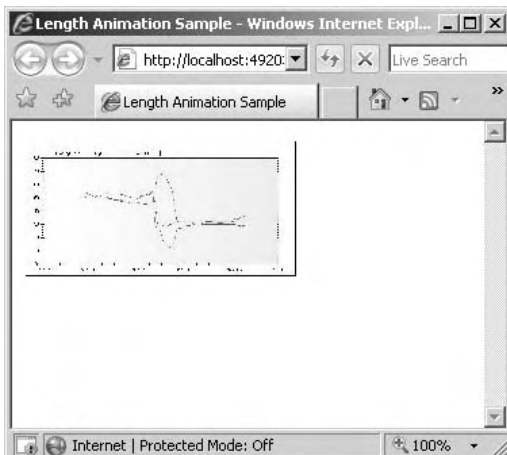 Length Animation Sample - Windows Internet Expl...
http://localhost:4920
Live Search
Length Animation Sample
Internet | Protected Mode: Off
100%